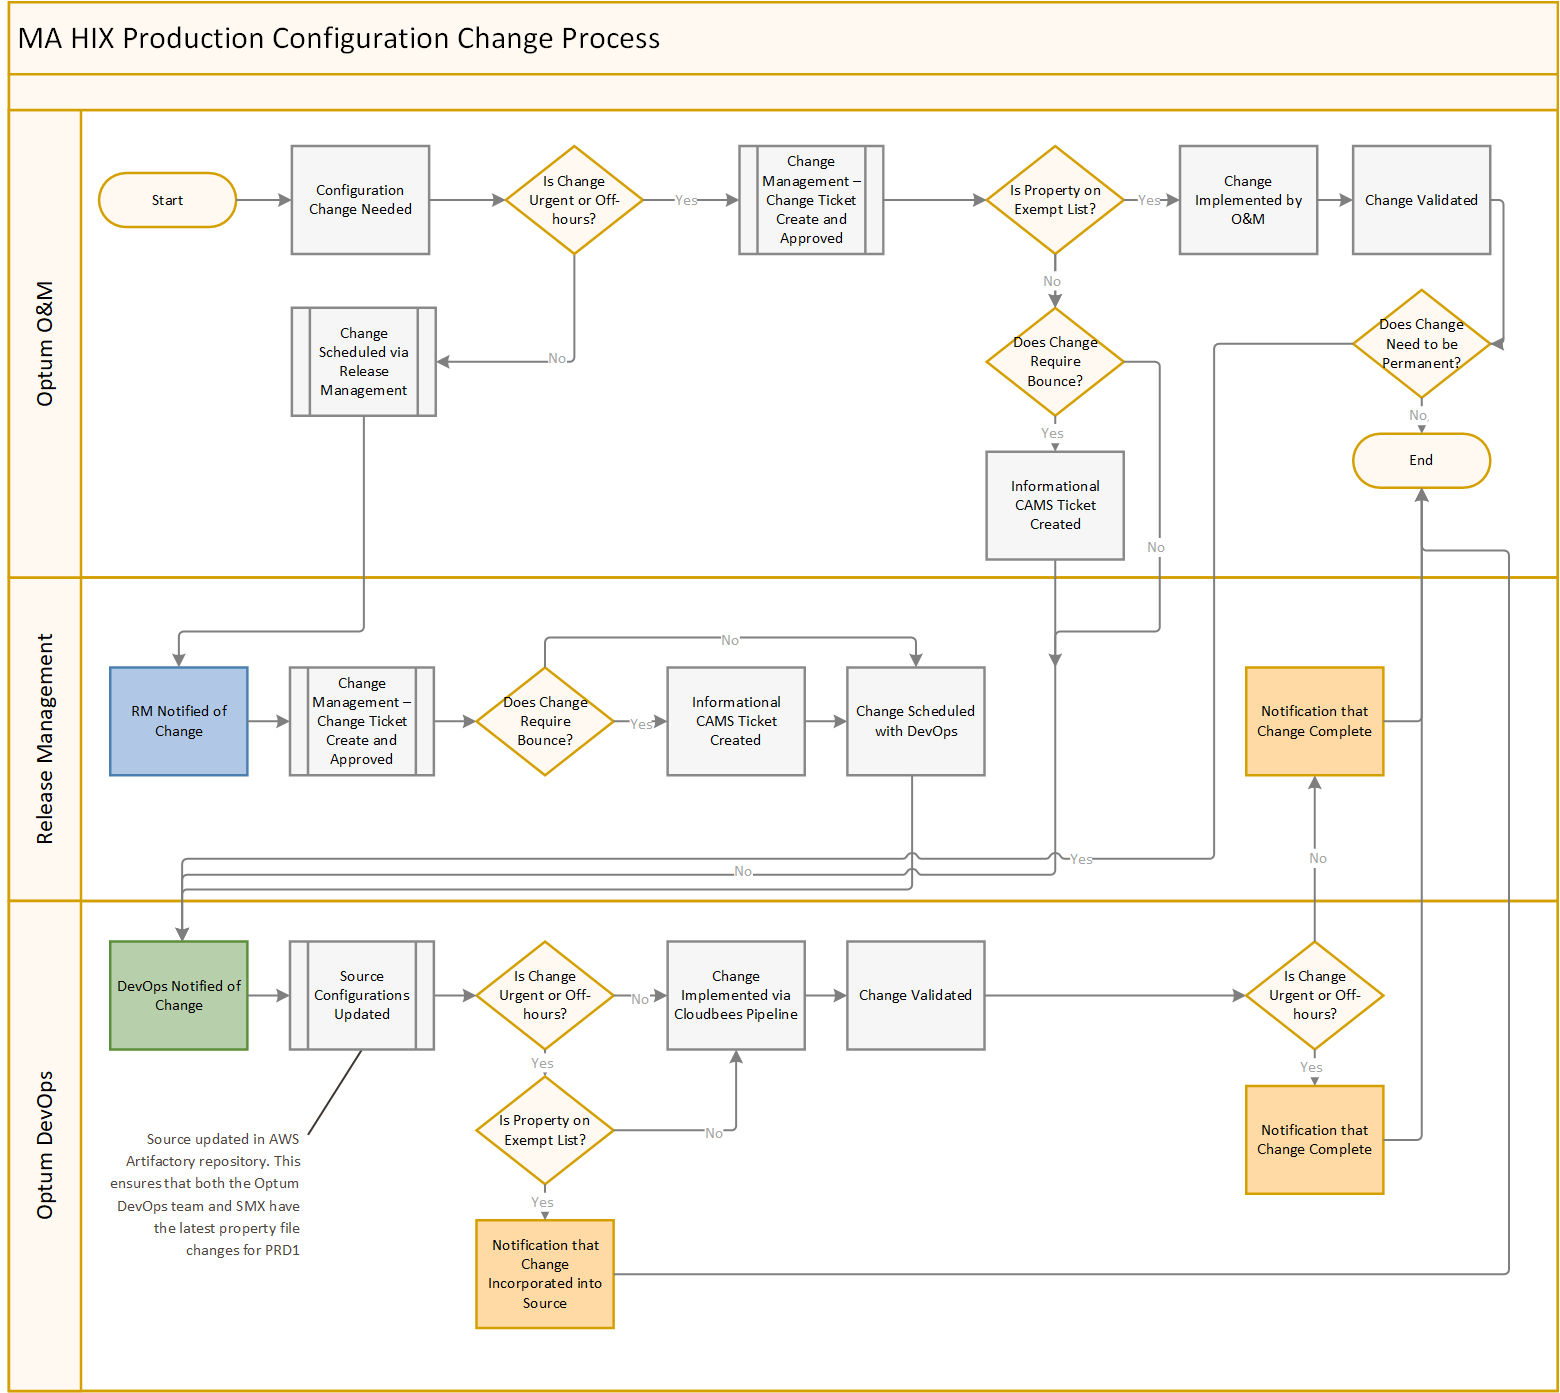 MA HIX Production Configuration Change Process
Optum O&M
Start
Configuration
Change Needed
Is Change
Urgent or Off-
hours?
Yes
No
Change
Management –
Change Ticket
Create and
Approved
Is Property on
Exempt List?
Yes
No
Change
Implemented by
O&M
Change Validated
Change
Scheduled via
Release
Management
Does Change
Require
Bounce?
Yes
No
Does Change
Need to be
Permanent?
No
End
Informational
CAMS Ticket
Created
Release Management
RM Notified of
Change
Change
Management –
Change Ticket
Create and
Approved
Does Change
Require
Bounce?
No
Yes
Informational
CAMS Ticket
Created
Change Scheduled
with DevOps
Notification that
Change Complete
Yes
No
No
Optum DevOps
DevOps Notified of
Change
Source
Configurations
Updated
Is Change
Urgent or Off-
hours?
No
Yes
Change
Implemented via
Cloudbees Pipeline
Change Validated
Is Change
Urgent or Off-
hours?
Yes
Is Property on
Exempt List?
No
Yes
Notification that
Change Complete
Source updated in AWS
Artifactory repository. This
ensures that both the Optum
DevOps team and SMX have
the latest property file
changes for PRD1
Notification that
Change
Incorporated into
Source